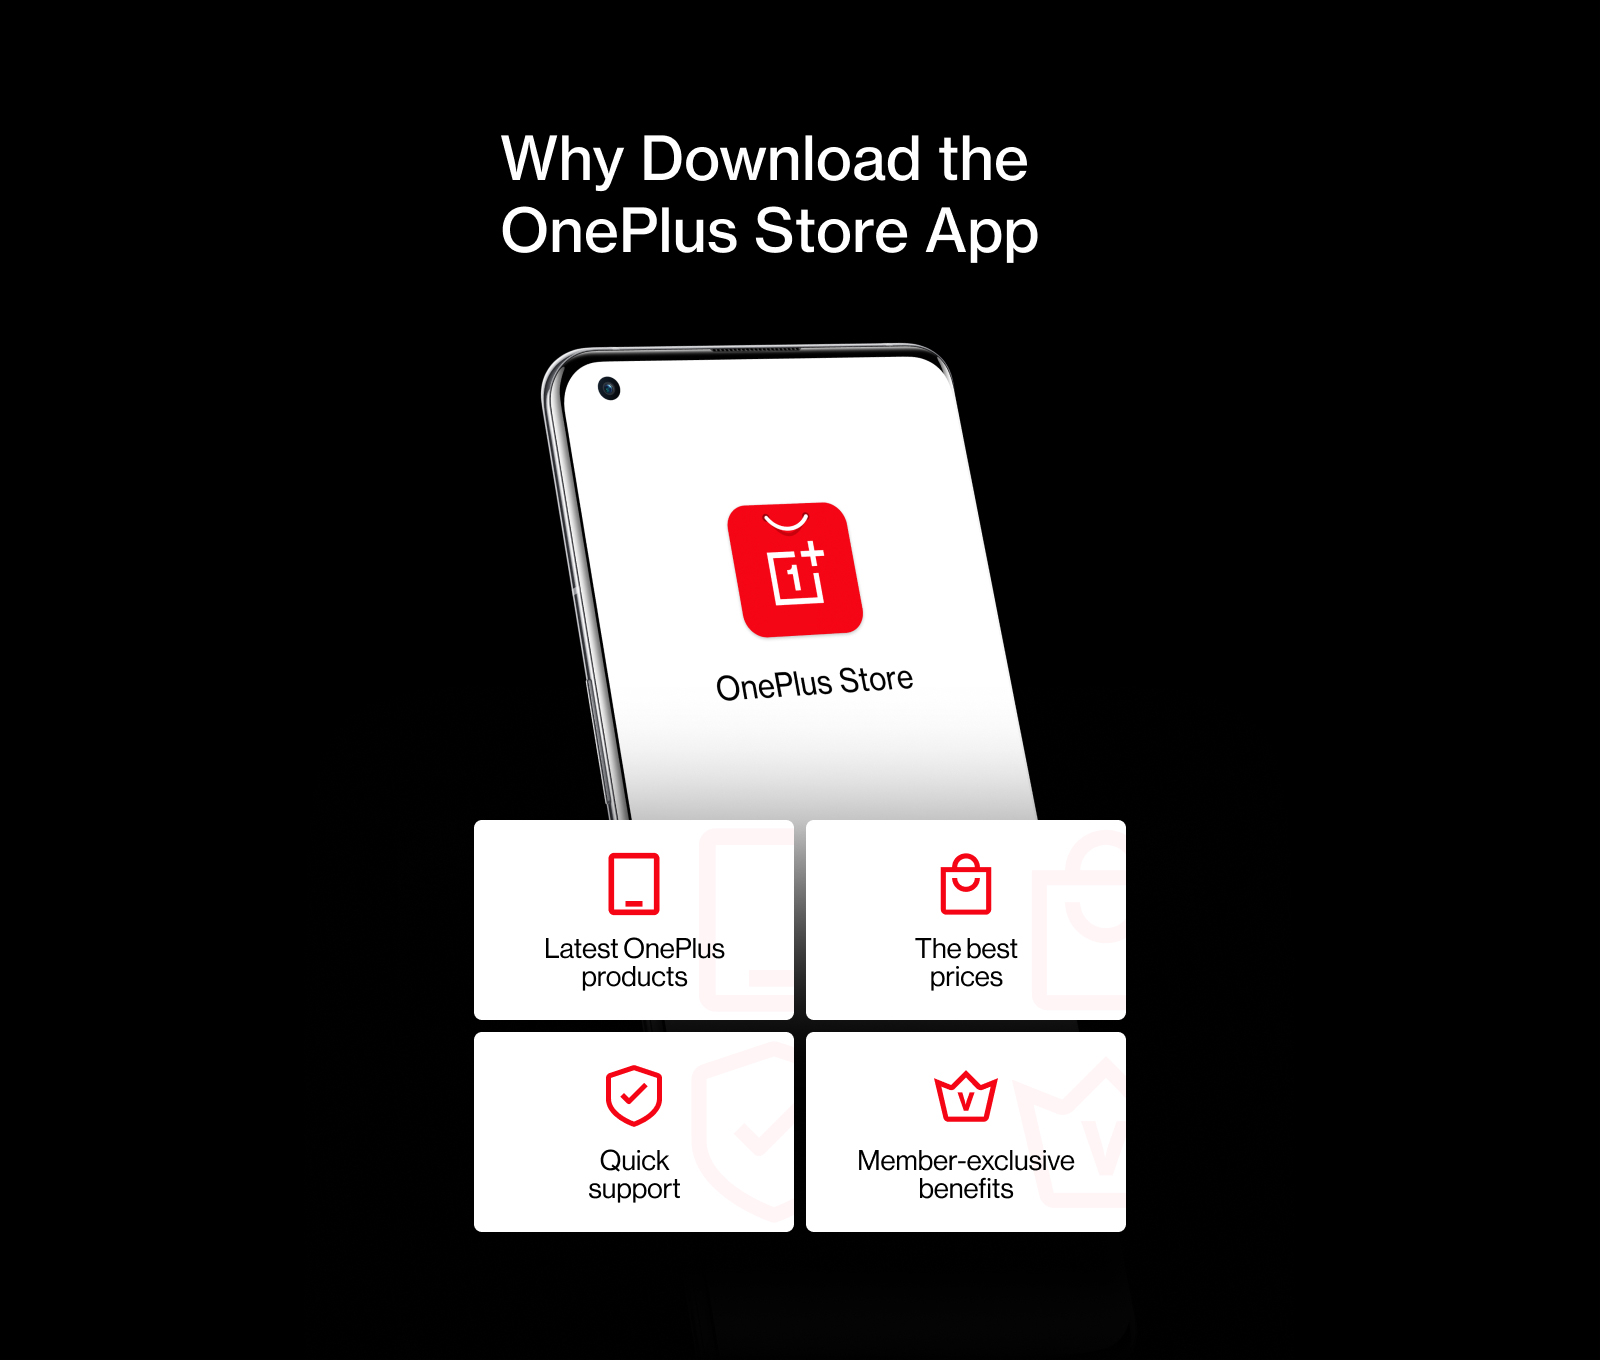 Why Download the
OnePlus Store App
1+
OnePlus Store
Latest OnePlus
products
The best
prices
Quick
support
V
Member-exclusive
benefits